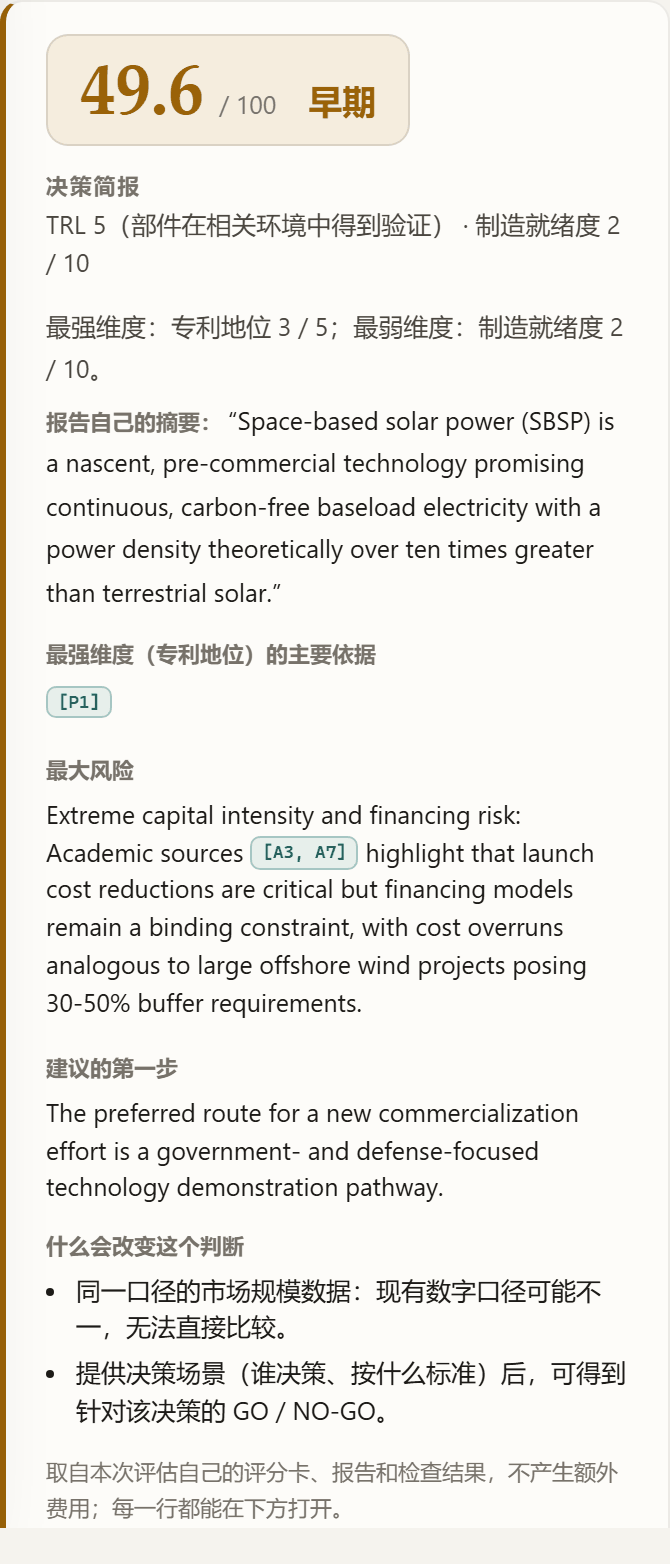 49.6 / 100 早期
决策简报
TRL 5（部件在相关环境中得到验证） · 制造就绪度 2
/ 10
最强维度：专利地位 3 / 5；最弱维度：制造就绪度 2
/ 10。
报告自己的摘要： “Space-based solar power (SBSP) is
a nascent, pre-commercial technology promising
continuous, carbon-free baseload electricity with a
power density theoretically over ten times greater
than terrestrial solar.”
最强维度（专利地位）的主要依据
[P1]
最大风险
Extreme capital intensity and financing risk:
Academic sources [A3, A7] highlight that launch
cost reductions are critical but financing models
remain a binding constraint, with cost overruns
analogous to large offshore wind projects posing
30-50% buffer requirements.
建议的第一步
The preferred route for a new commercialization
effort is a government- and defense-focused
technology demonstration pathway.
什么会改变这个判断
• 同一口径的市场规模数据：现有数字口径可能不
一，无法直接比较。
• 提供决策场景（谁决策、按什么标准）后，可得到
针对该决策的 GO / NO-GO。
取自本次评估自己的评分卡、报告和检查结果，不产生额外
费用；每一行都能在下方打开。